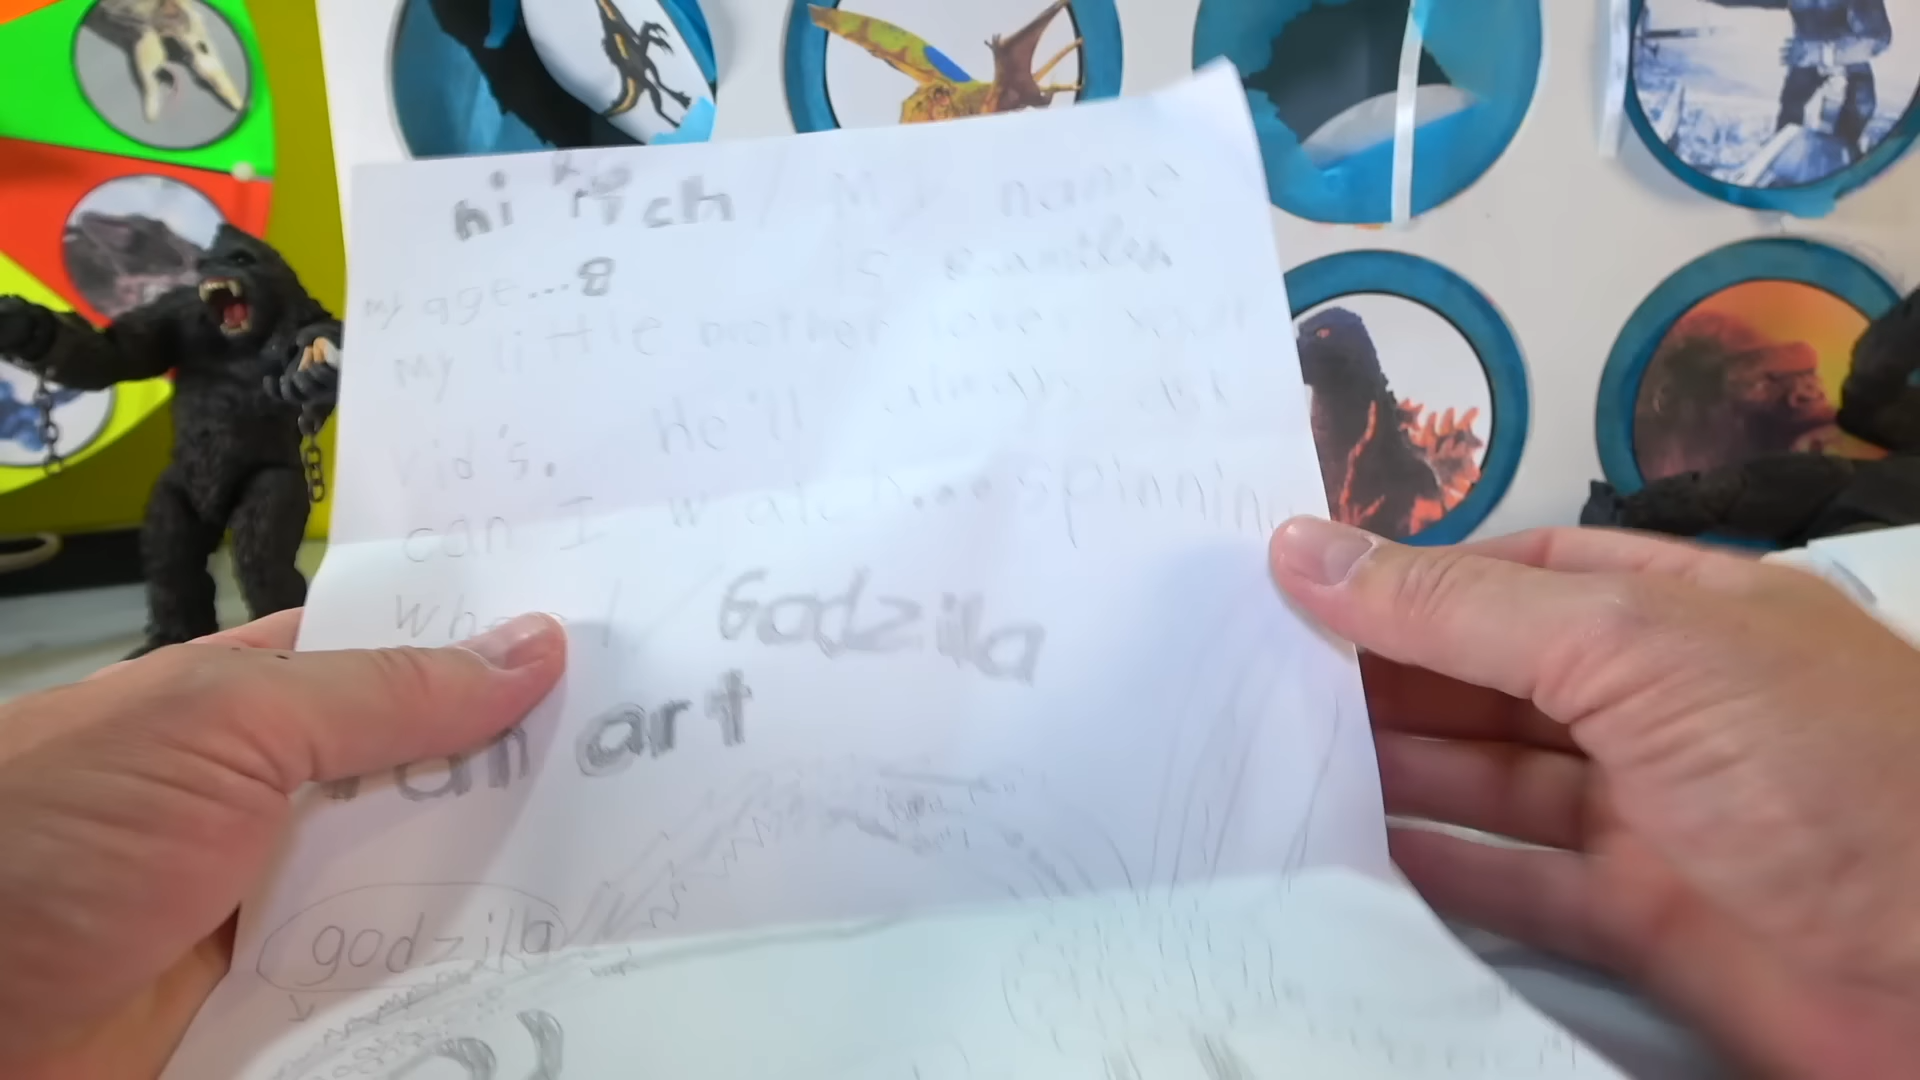 hi rich
My name
my age...8
is
my little brother loves your
vid's. He'll always ask
can I watch...spinning
wheel
Godzila
fan art
godzila